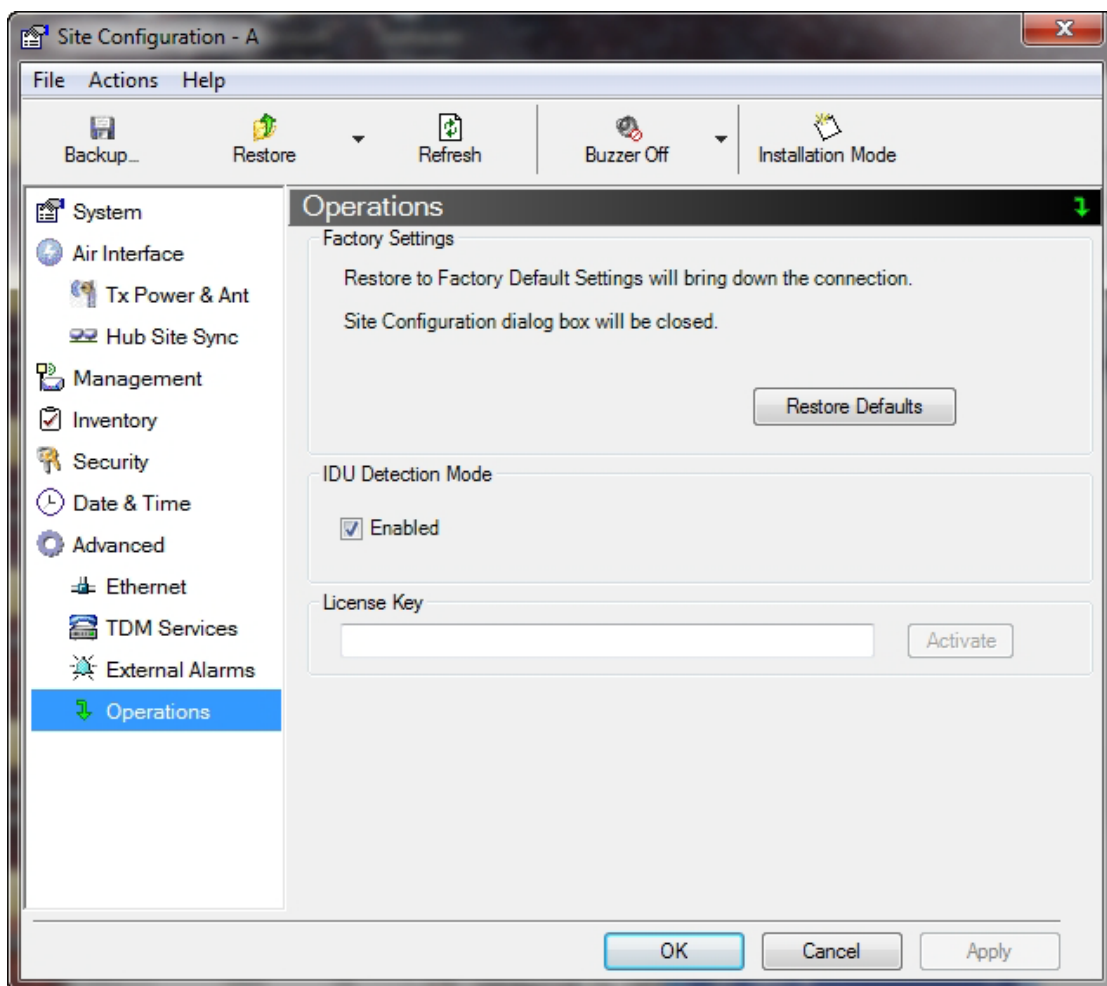 Site Configuration - A
File Actions Help
Backup... Restore Refresh Buzzer Off Installation Mode
System
Air Interface
Tx Power & Ant
Hub Site Sync
Management
Inventory
Security
Date & Time
Advanced
Ethernet
TDM Services
External Alarms
Operations
Operations
Factory Settings
Restore to Factory Default Settings will bring down the connection.
Site Configuration dialog box will be closed.
Restore Defaults
IDU Detection Mode
Enabled
License Key
Activate
OK Cancel Apply